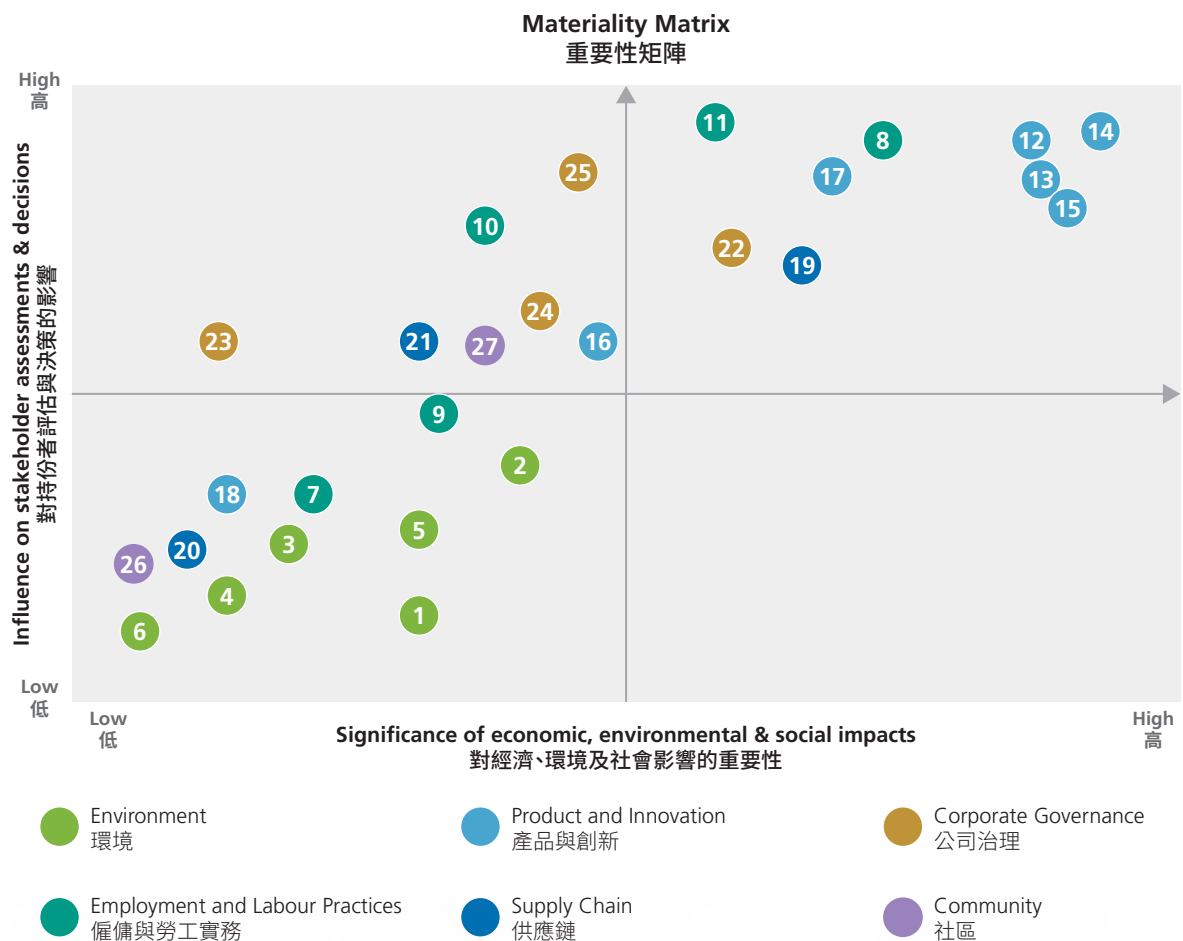 Materiality Matrix
重要性矩陣
High
高
Influence on stakeholder assessments & decisions
對持份者評估與決策的影響
11
8
12
14
25
17
13
15
10
22
19
24
23
21
27
16
9
2
18
7
5
3
20
26
4
1
6
Low
低
Low
低
High
高
Significance of economic, environmental & social impacts
對經濟、環境及社會影響的重要性
Environment
環境
Product and Innovation
產品與創新
Corporate Governance
公司治理
Employment and Labour Practices
僱傭與勞工實務
Supply Chain
供應鏈
Community
社區